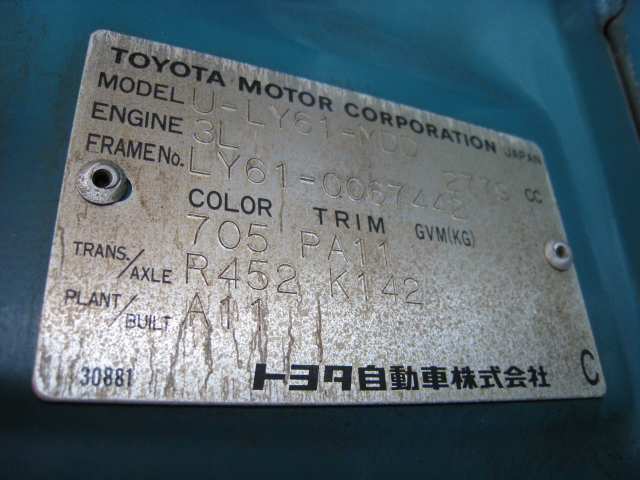 TOYOTA MOTOR CORPORATION JAPAN
MODEL U-LY61-MDD
ENGINE 3L 2779 CC
FRAME No. LY61-0067442
COLOR TRIM GVM(KG)
705 PA11
TRANS./AXLE R452 K142
PLANT/BUILT A11
30881 トヨタ自動車株式会社 C